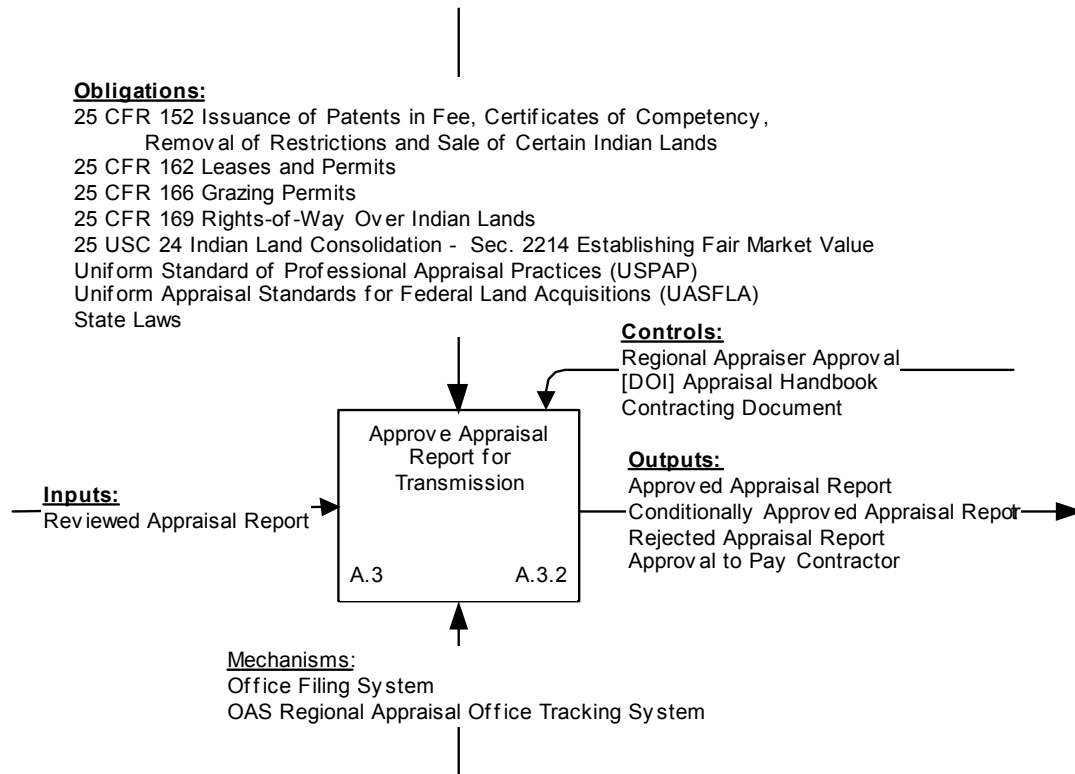 Obligations:
25 CFR 152 Issuance of Patents in Fee, Certificates of Competency,
Removal of Restrictions and Sale of Certain Indian Lands
25 CFR 162 Leases and Permits
25 CFR 166 Grazing Permits
25 CFR 169 Rights-of-Way Over Indian Lands
25 USC 24 Indian Land Consolidation - Sec. 2214 Establishing Fair Market Value
Uniform Standard of Professional Appraisal Practices (USPAP)
Uniform Appraisal Standards for Federal Land Acquisitions (UASFLA)
State Laws
Controls:
Regional Appraiser Approval
[DOI] Appraisal Handbook
Contracting Document
Approve Appraisal
Report for
Transmission
A.3 A.3.2
Inputs:
Reviewed Appraisal Report
Outputs:
Approved Appraisal Report
Conditionally Approved Appraisal Report
Rejected Appraisal Report
Approval to Pay Contractor
Mechanisms:
Office Filing System
OAS Regional Appraisal Office Tracking System